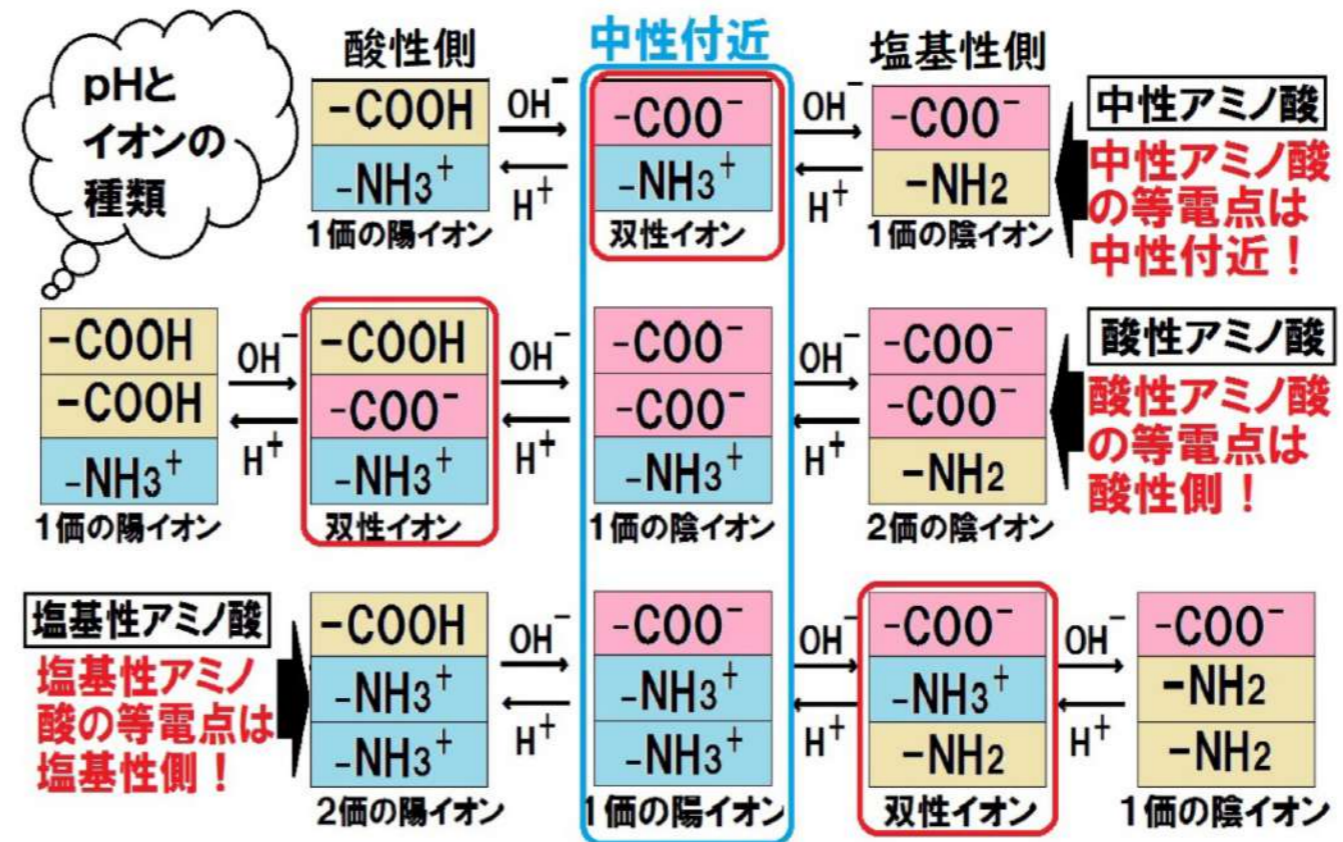 pHと
イオンの
種類
酸性側
中性付近
塩基性側
-COOH
-NH3⁺
1価の陽イオン
OH⁻
H⁺
-COO⁻
-NH3⁺
双性イオン
OH⁻
H⁺
-COO⁻
-NH2
1価の陰イオン
中性アミノ酸
中性アミノ酸
の等電点は
中性付近！
-COOH
-COOH
-NH3⁺
1価の陽イオン
OH⁻
H⁺
-COOH
-COO⁻
-NH3⁺
双性イオン
OH⁻
H⁺
-COO⁻
-COO⁻
-NH3⁺
1価の陰イオン
OH⁻
H⁺
-COO⁻
-COO⁻
-NH2
2価の陰イオン
酸性アミノ酸
酸性アミノ酸
の等電点は
酸性側！
塩基性アミノ酸
塩基性アミノ
酸の等電点は
塩基性側！
-COOH
-NH3⁺
-NH3⁺
2価の陽イオン
OH⁻
H⁺
-COO⁻
-NH3⁺
-NH3⁺
1価の陽イオン
OH⁻
H⁺
-COO⁻
-NH3⁺
-NH2
双性イオン
OH⁻
H⁺
-COO⁻
-NH2
-NH2
1価の陰イオン